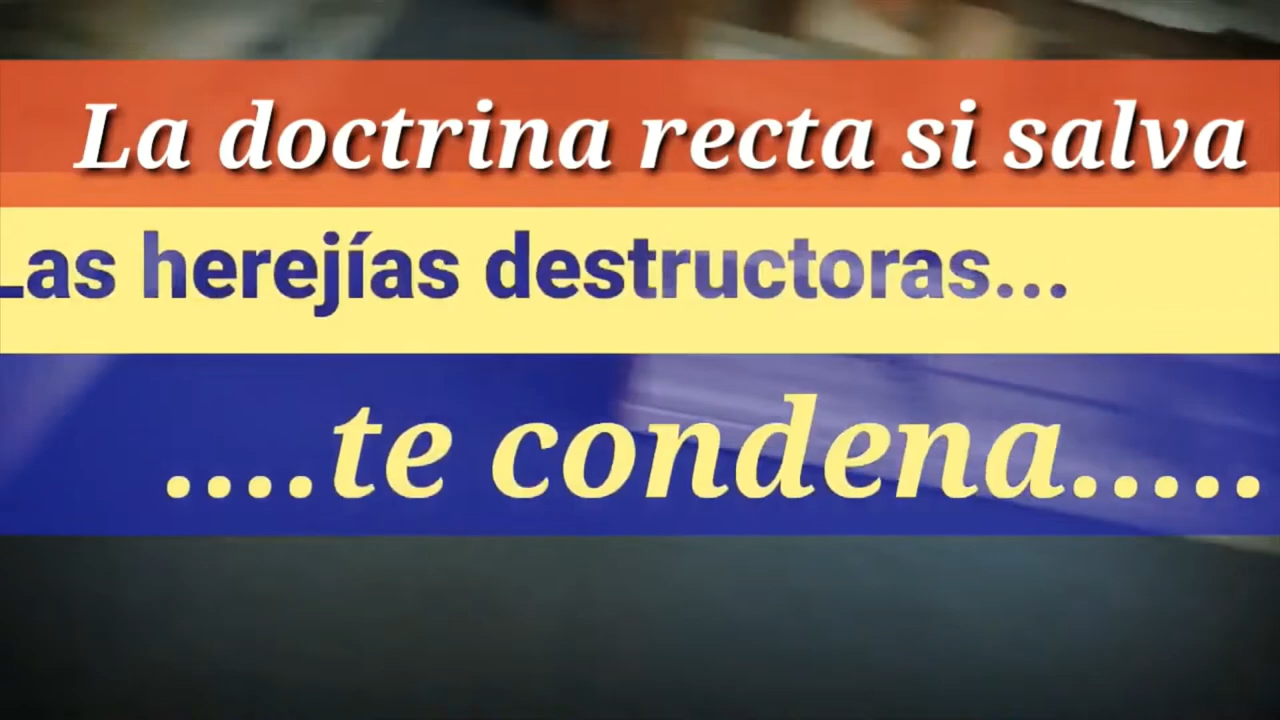 La doctrina recta si salva
Las herejías destructoras...
....te condena.....